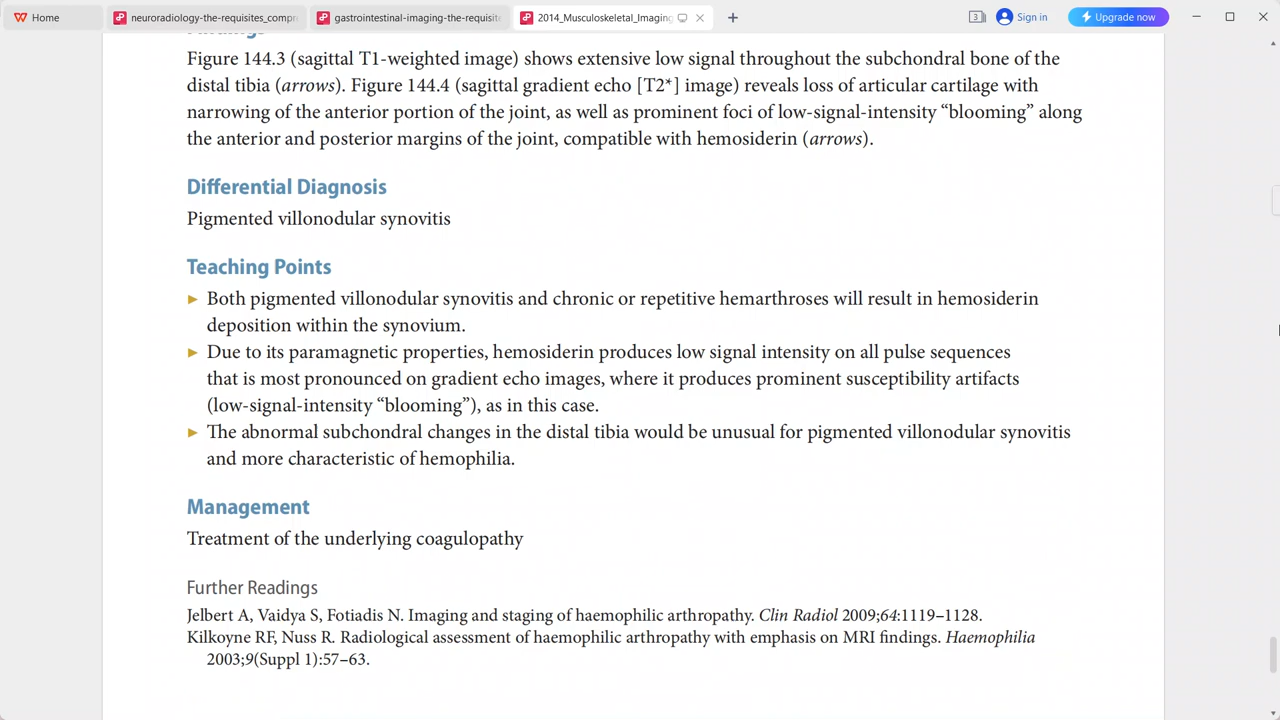 Home
neuroradiology-the-requisites_compre
gastrointestinal-imaging-the-requisite
2014_Musculoskeletal_Imaging
3
Sign in
Upgrade now
Figure 144.3 (sagittal T1-weighted image) shows extensive low signal throughout the subchondral bone of the
distal tibia (arrows). Figure 144.4 (sagittal gradient echo [T2*] image) reveals loss of articular cartilage with
narrowing of the anterior portion of the joint, as well as prominent foci of low-signal-intensity “blooming” along
the anterior and posterior margins of the joint, compatible with hemosiderin (arrows).
Differential Diagnosis
Pigmented villonodular synovitis
Teaching Points
► Both pigmented villonodular synovitis and chronic or repetitive hemarthroses will result in hemosiderin
deposition within the synovium.
► Due to its paramagnetic properties, hemosiderin produces low signal intensity on all pulse sequences
that is most pronounced on gradient echo images, where it produces prominent susceptibility artifacts
(low-signal-intensity “blooming”), as in this case.
► The abnormal subchondral changes in the distal tibia would be unusual for pigmented villonodular synovitis
and more characteristic of hemophilia.
Management
Treatment of the underlying coagulopathy
Further Readings
Jelbert A, Vaidya S, Fotiadis N. Imaging and staging of haemophilic arthropathy. Clin Radiol 2009;64:1119–1128.
Kilkoyne RF, Nuss R. Radiological assessment of haemophilic arthropathy with emphasis on MRI findings. Haemophilia
2003;9(Suppl 1):57–63.